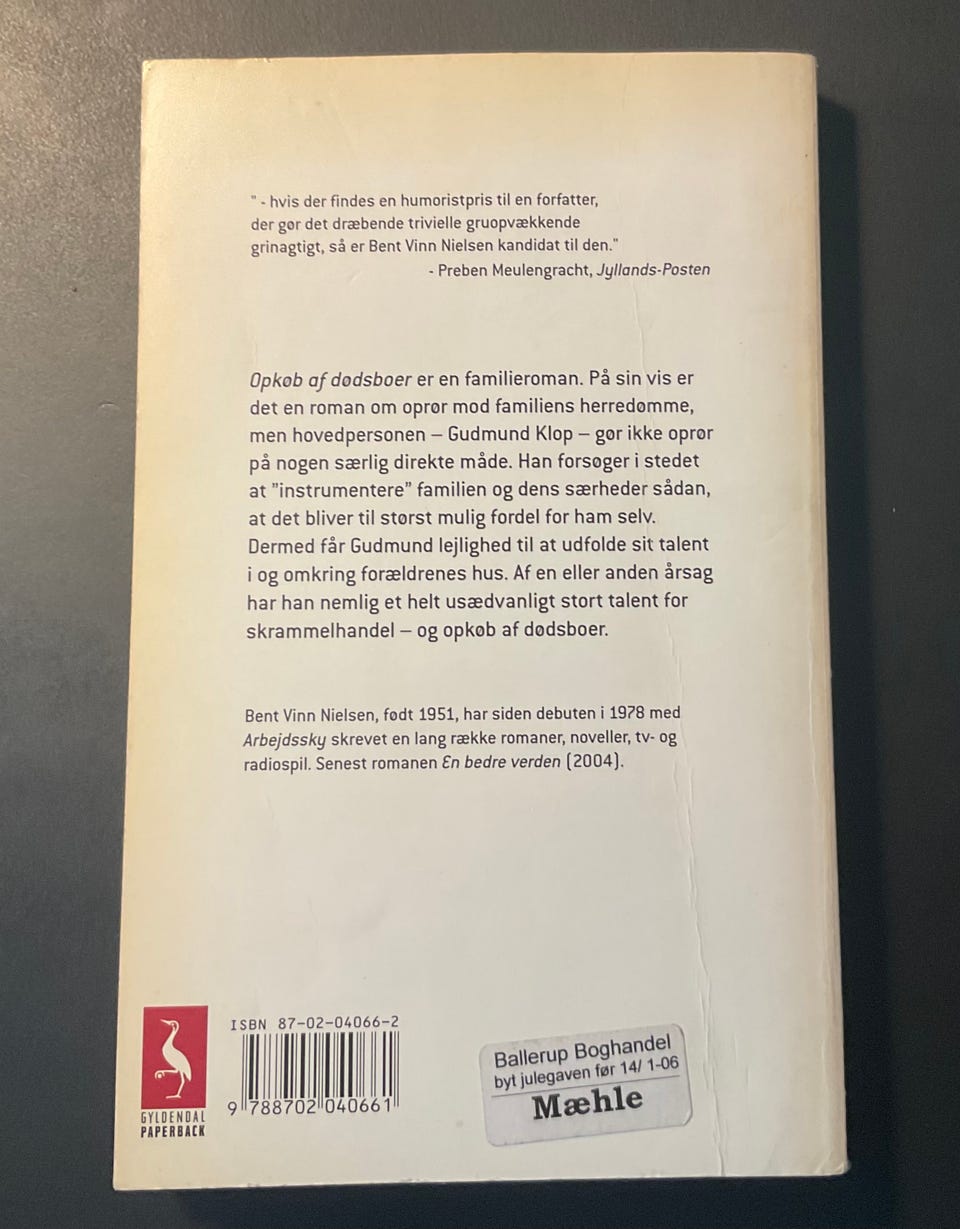 " - hvis der findes en humoristpris til en forfatter,
der gør det dræbende trivielle gruopvækkende
grinagtigt, så er Bent Vinn Nielsen kandidat til den."
- Preben Meulengracht, Jyllands-Posten
Opkøb af dødsboer er en familieroman. På sin vis er
det en roman om oprør mod familiens herredømme,
men hovedpersonen – Gudmund Klop – gør ikke oprør
på nogen særlig direkte måde. Han forsøger i stedet
at ”instrumentere” familien og dens særheder sådan,
at det bliver til størst mulig fordel for ham selv.
Dermed får Gudmund lejlighed til at udfolde sit talent
i og omkring forældrenes hus. Af en eller anden årsag
har han nemlig et helt usædvanligt stort talent for
skrammelhandel – og opkøb af dødsboer.
Bent Vinn Nielsen, født 1951, har siden debuten i 1978 med
Arbejdssky skrevet en lang række romaner, noveller, tv- og
radiospil. Senest romanen En bedre verden (2004).
ISBN 87-02-04066-2
9 788702 040661
GYLDENDAL
PAPERBACK
Ballerup Boghandel
byt julegaven før 14/ 1-06
Mæhle